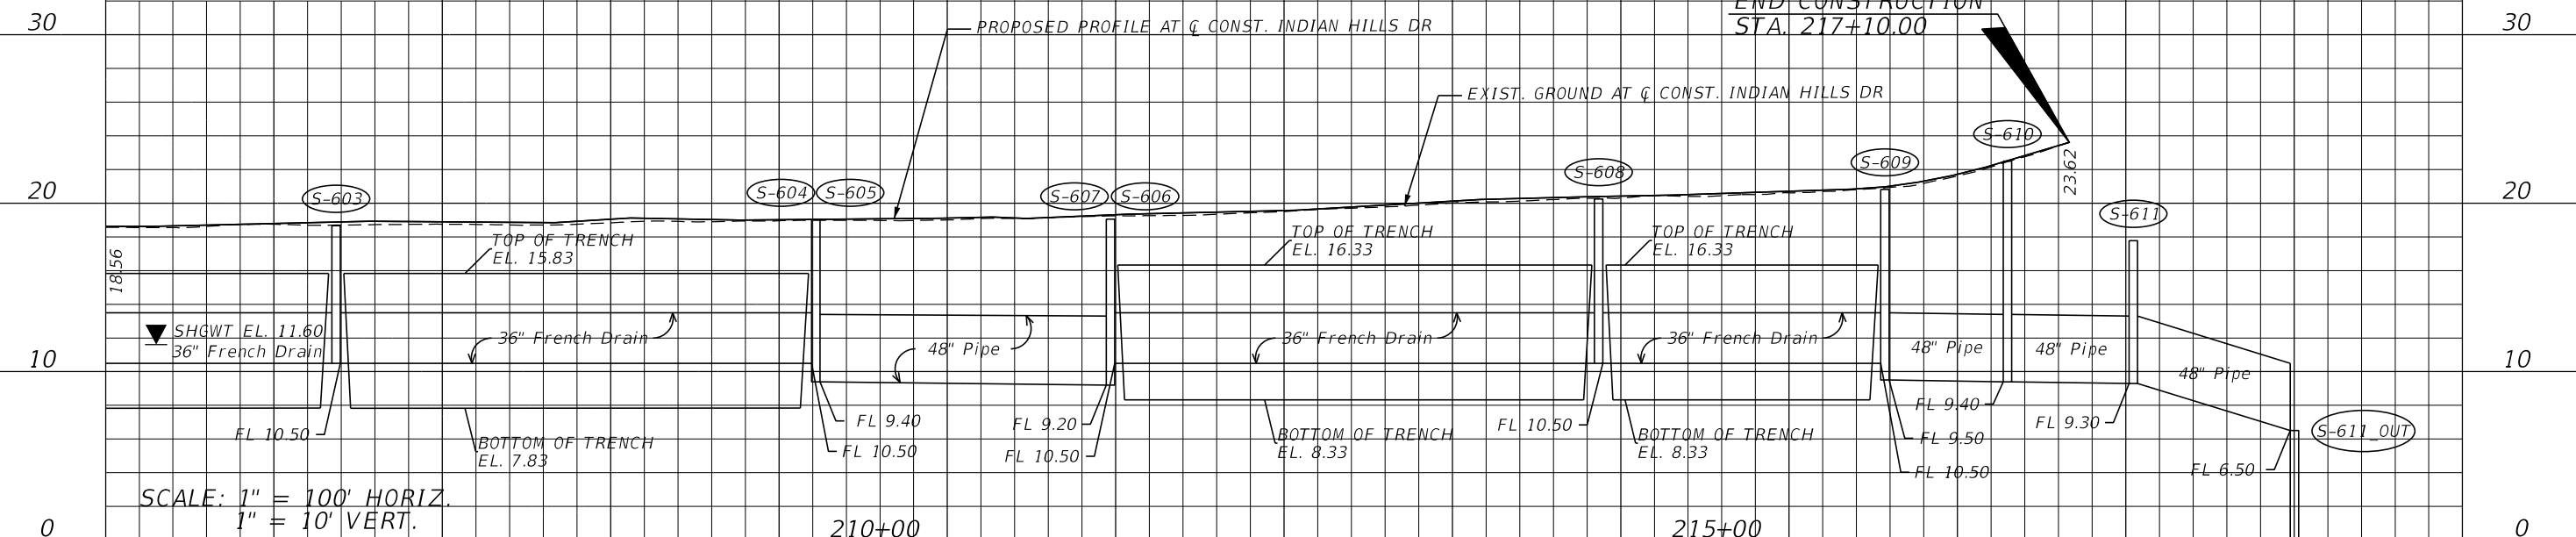 END CONSTRUCTION
STA. 217+10.00
30
PROPOSED PROFILE AT ℄ CONST. INDIAN HILLS DR
30
EXIST. GROUND AT ℄ CONST. INDIAN HILLS DR
S-610
S-609
S-608
23.62
20
S-603
S-604
S-605
S-607
S-606
20
S-611
18.56
TOP OF TRENCH
EL. 15.83
TOP OF TRENCH
EL. 16.33
TOP OF TRENCH
EL. 16.33
SHGWT EL. 11.60
36" French Drain
36" French Drain
48" Pipe
36" French Drain
36" French Drain
48" Pipe
48" Pipe
48" Pipe
10
10
FL 10.50
BOTTOM OF TRENCH
EL. 7.83
FL 9.40
FL 10.50
FL 9.20
FL 10.50
BOTTOM OF TRENCH
EL. 8.33
FL 10.50
BOTTOM OF TRENCH
EL. 8.33
FL 9.40
FL 9.50
FL 10.50
FL 9.30
FL 6.50
S-611_OUT
SCALE: 1" = 100' HORIZ.
1" = 10' VERT.
0
210+00
215+00
0